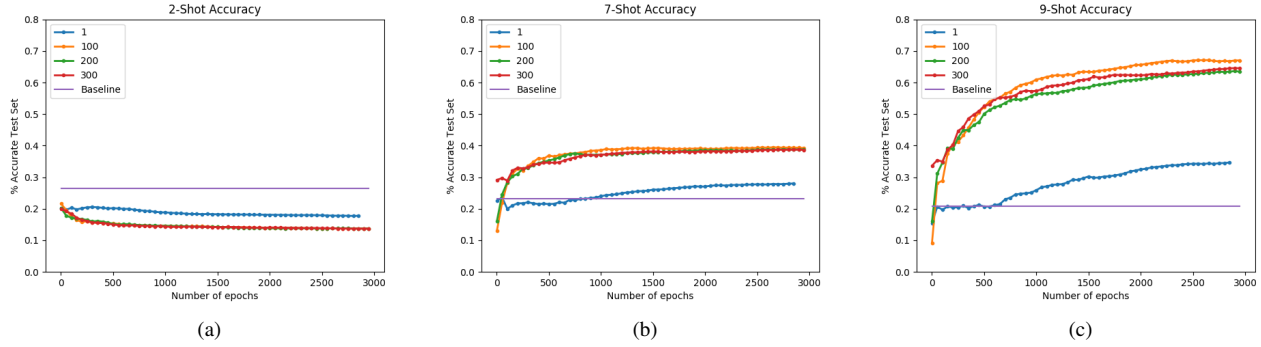 2-Shot Accuracy
% Accurate Test Set
0.8
0.7
0.6
0.5
0.4
0.3
0.2
0.1
0.0
1
100
200
300
Baseline
0 500 1000 1500 2000 2500 3000
Number of epochs
(a)
7-Shot Accuracy
% Accurate Test Set
0.8
0.7
0.6
0.5
0.4
0.3
0.2
0.1
0.0
1
100
200
300
Baseline
0 500 1000 1500 2000 2500 3000
Number of epochs
(b)
9-Shot Accuracy
% Accurate Test Set
0.8
0.7
0.6
0.5
0.4
0.3
0.2
0.1
0.0
1
100
200
300
Baseline
0 500 1000 1500 2000 2500 3000
Number of epochs
(c)